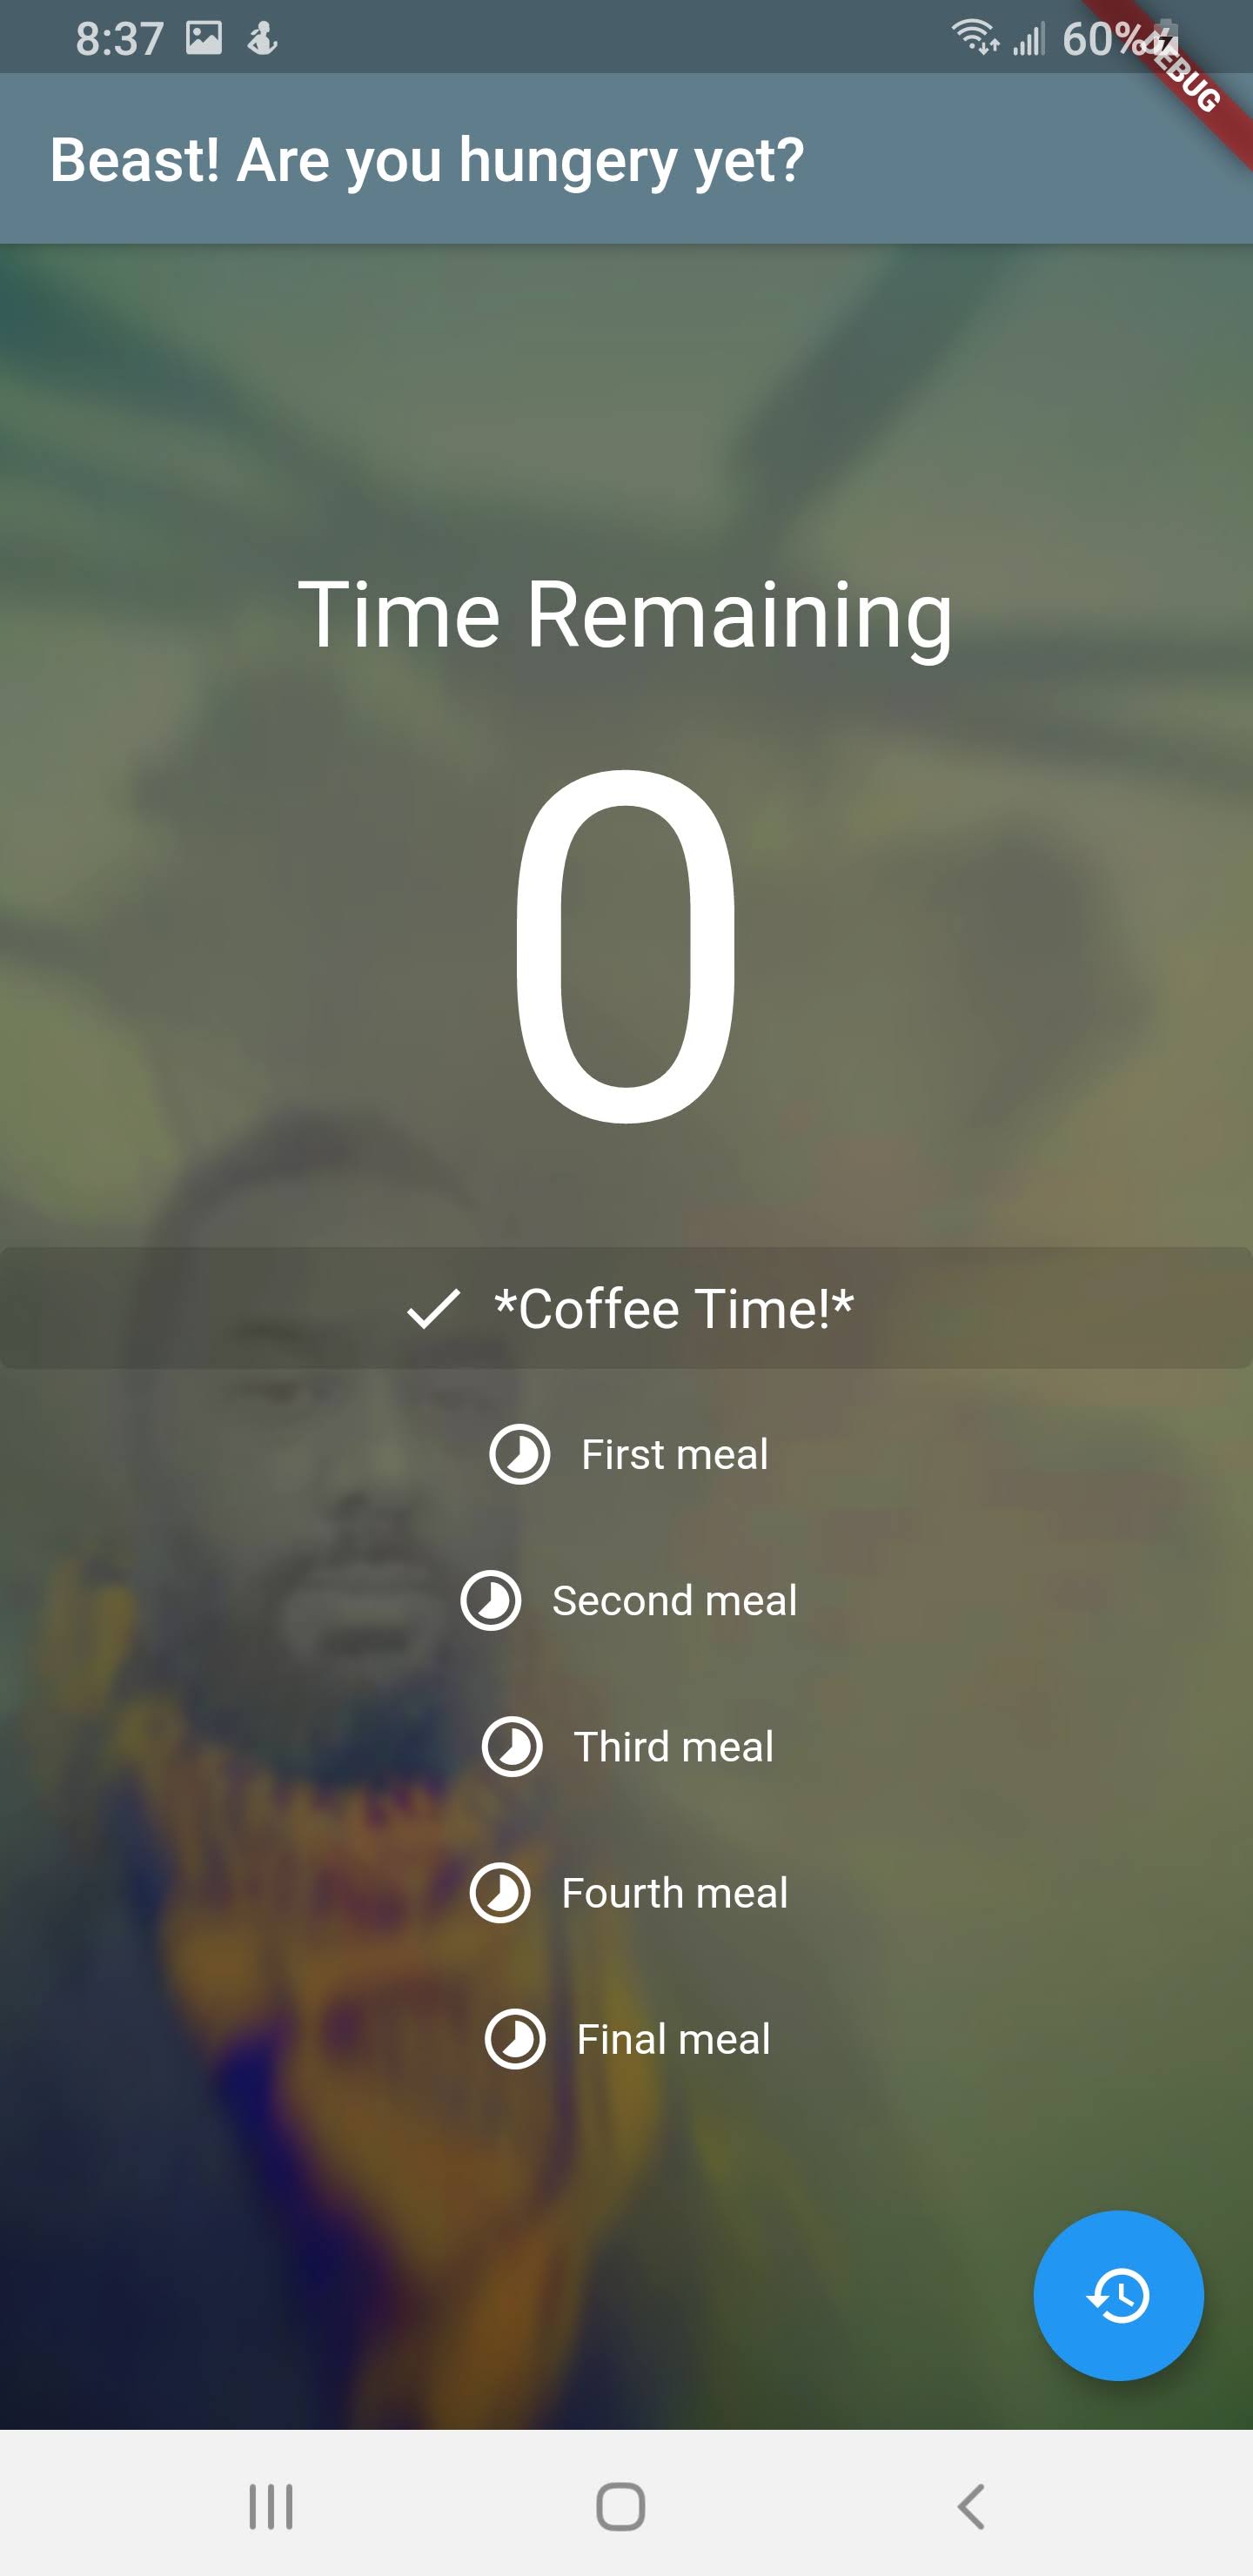 8:37
60%
DEBUG
Beast! Are you hungery yet?
Time Remaining
0
*Coffee Time!*
First meal
Second meal
Third meal
Fourth meal
Final meal